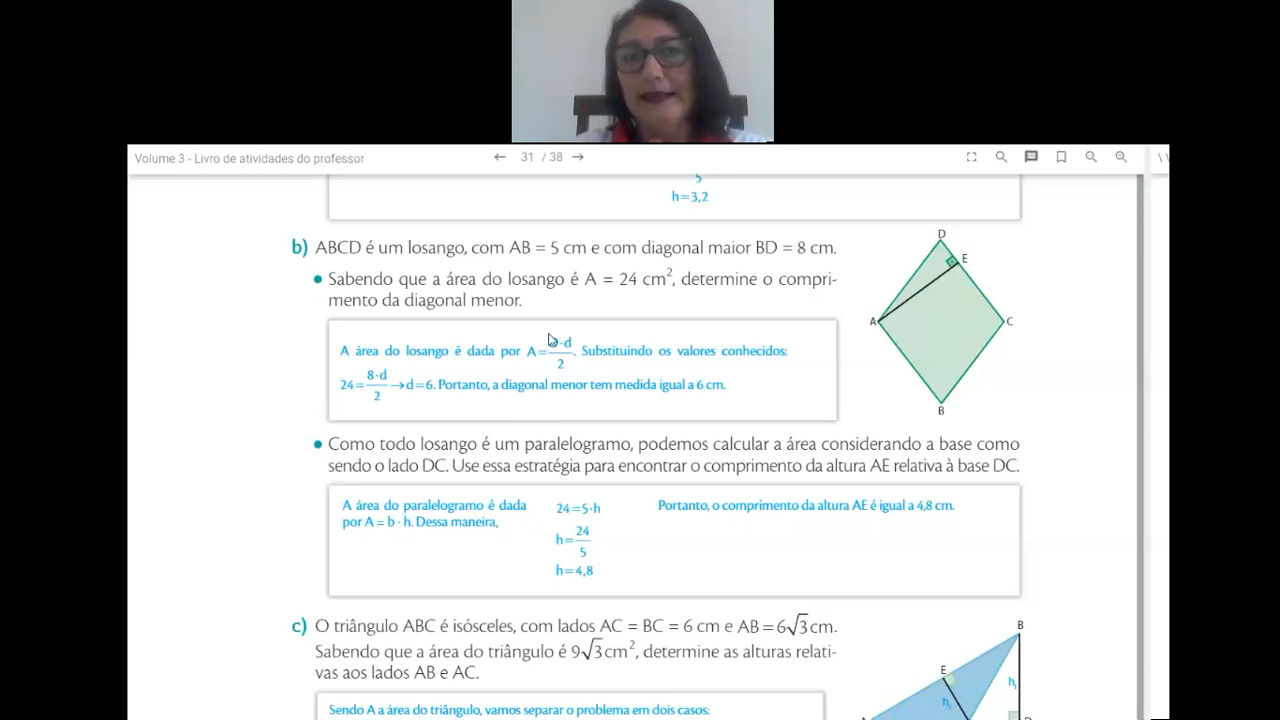 Volume 3 - Livro de atividades do professor
31 / 38
5
h=3,2
b) ABCD é um losango, com AB = 5 cm e com diagonal maior BD = 8 cm.
• Sabendo que a área do losango é A = 24 cm², determine o compri-
mento da diagonal menor.
A área do losango é dada por A=D·d/2. Substituindo os valores conhecidos:
24=8·d/2→d=6. Portanto, a diagonal menor tem medida igual a 6 cm.
D
E
A
C
B
• Como todo losango é um paralelogramo, podemos calcular a área considerando a base como
sendo o lado DC. Use essa estratégia para encontrar o comprimento da altura AE relativa à base DC.
A área do paralelogramo é dada
por A = b · h. Dessa maneira,
24=5·h
h=24/5
h=4,8
Portanto, o comprimento da altura AE é igual a 4,8 cm.
c) O triângulo ABC é isósceles, com lados AC = BC = 6 cm e AB=6√3cm.
Sabendo que a área do triângulo é 9√3cm², determine as alturas relati-
vas aos lados AB e AC.
Sendo A a área do triângulo, vamos separar o problema em dois casos:
B
E
h₁